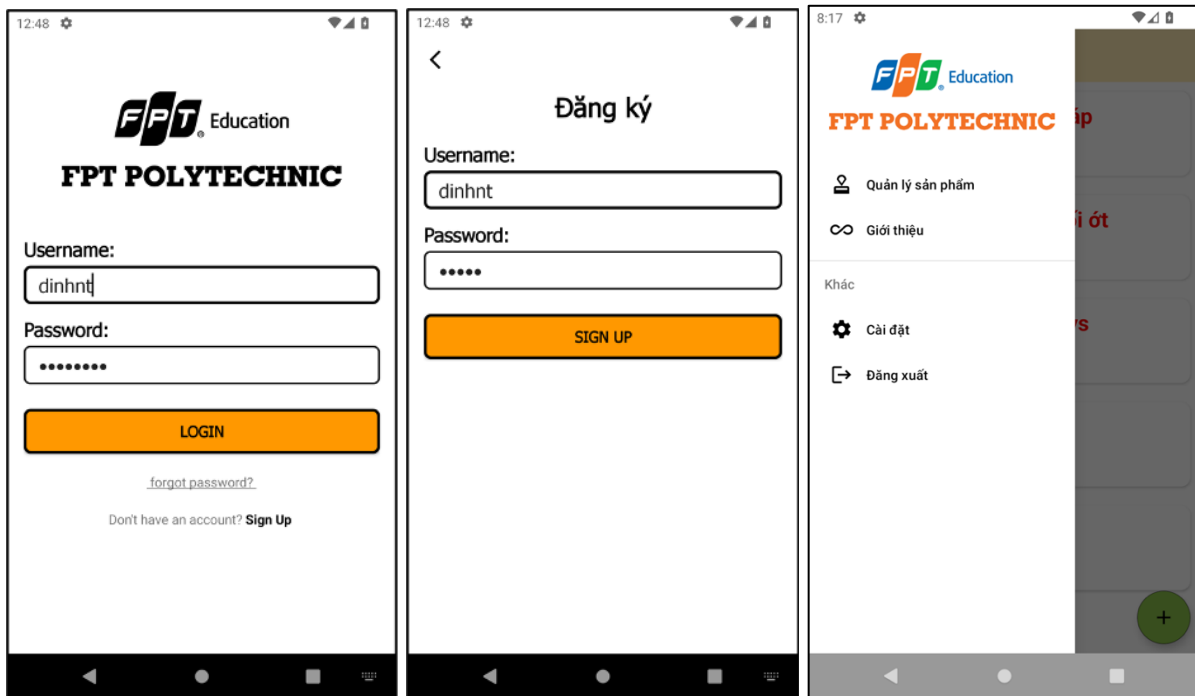 12:48
FPT Education
FPT POLYTECHNIC
Username:
dinhnt
Password:
••••••••
LOGIN
forgot password?
Don't have an account? Sign Up
12:48
Đăng ký
Username:
dinhnt
Password:
•••••
SIGN UP
8:17
FPT Education
FPT POLYTECHNIC
Quản lý sản phẩm
Giới thiệu
Khác
Cài đặt
Đăng xuất
ối ớt